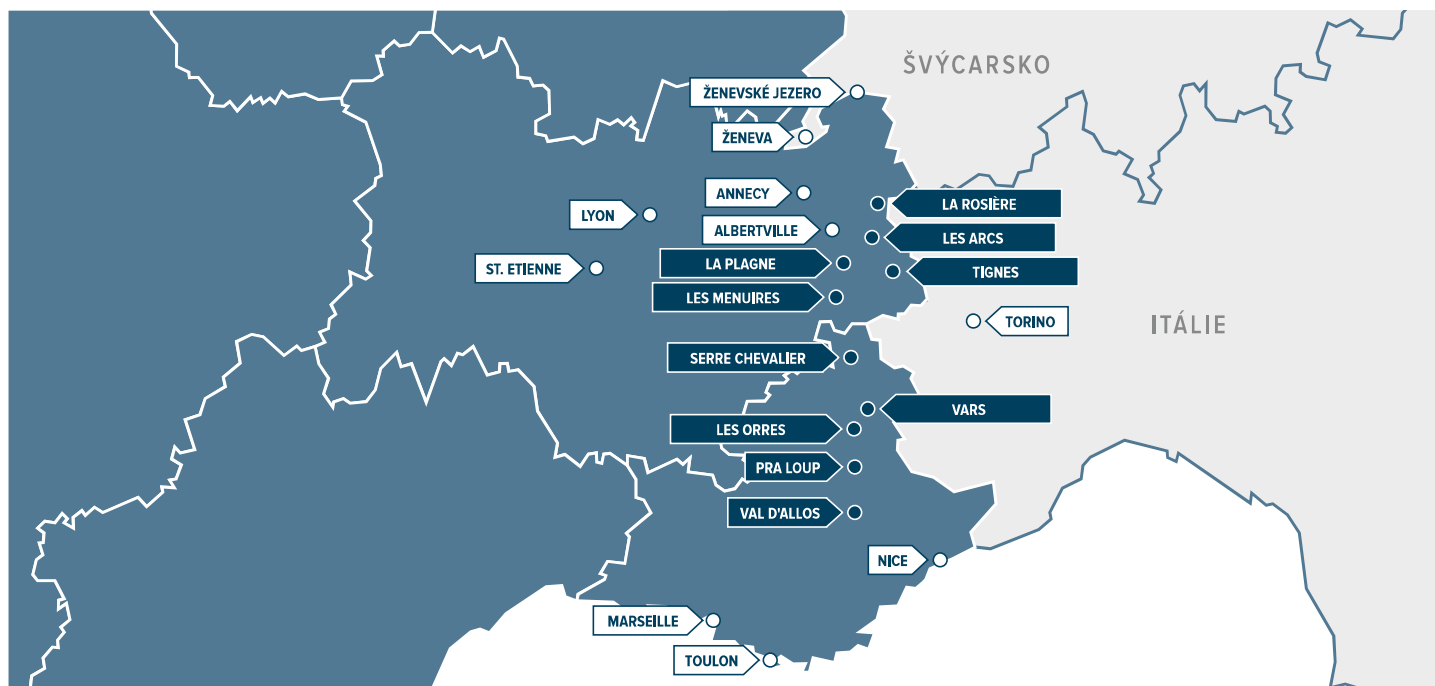 ŠVÝCARSKO
ŽENEVSKÉ JEZERO
ŽENEVA
ANNECY
LA ROSIÈRE
LYON
ALBERTVILLE
LES ARCS
LA PLAGNE
ST. ETIENNE
TIGNES
LES MENUIRES
TORINO
ITÁLIE
SERRE CHEVALIER
VARS
LES ORRES
PRA LOUP
VAL D'ALLOS
NICE
MARSEILLE
TOULON